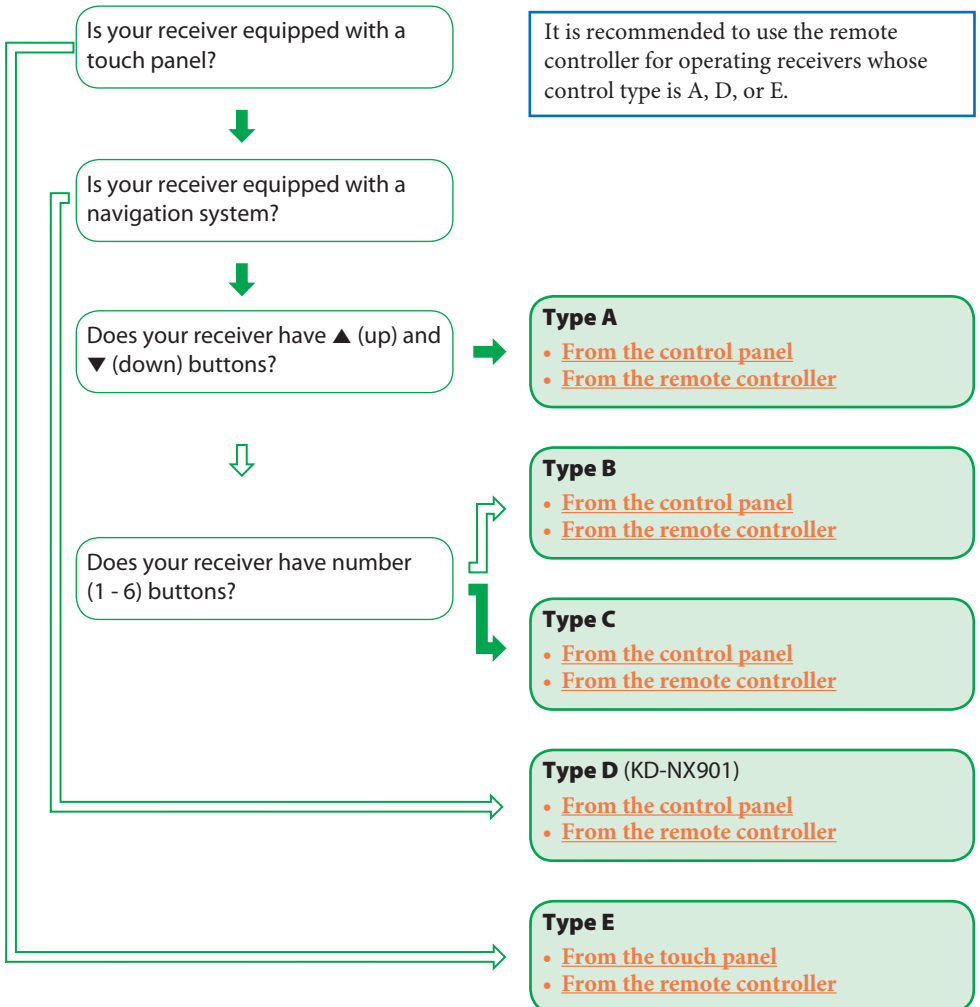 Is your receiver equipped with a
touch panel?
It is recommended to use the remote
controller for operating receivers whose
control type is A, D, or E.
Is your receiver equipped with a
navigation system?
Does your receiver have ▲ (up) and
▼ (down) buttons?
Type A
• From the control panel
• From the remote controller
Type B
• From the control panel
• From the remote controller
Does your receiver have number
(1 - 6) buttons?
Type C
• From the control panel
• From the remote controller
Type D (KD-NX901)
• From the control panel
• From the remote controller
Type E
• From the touch panel
• From the remote controller